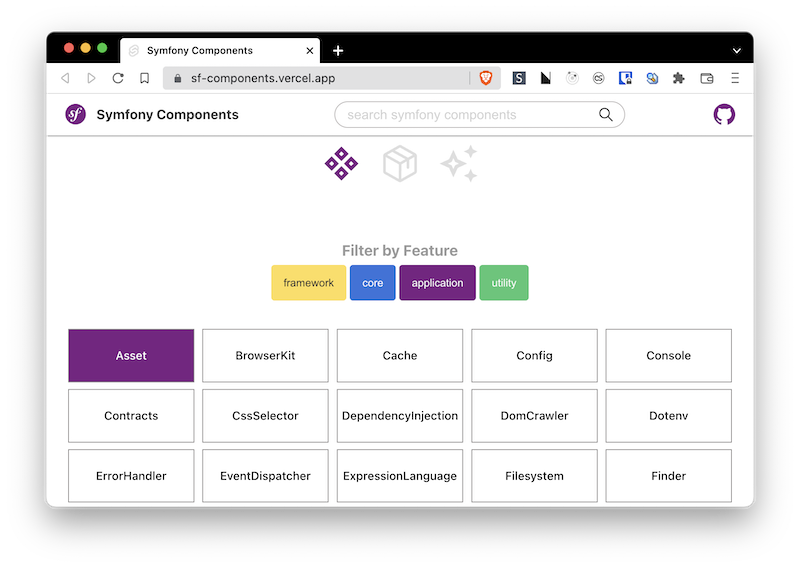 Symfony Components
sf-components.vercel.app
sf Symfony Components
search symfony components
Filter by Feature
framework core application utility
Asset BrowserKit Cache Config Console
Contracts CssSelector DependencyInjection DomCrawler Dotenv
ErrorHandler EventDispatcher ExpressionLanguage Filesystem Finder